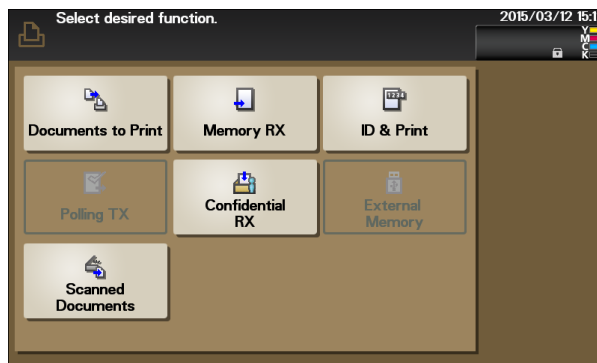 Select desired function.
2015/03/12 15:1
Y
M
C
K
Documents to Print
Memory RX
1234
ID & Print
Polling TX
Confidential
RX
External
Memory
Scanned
Documents